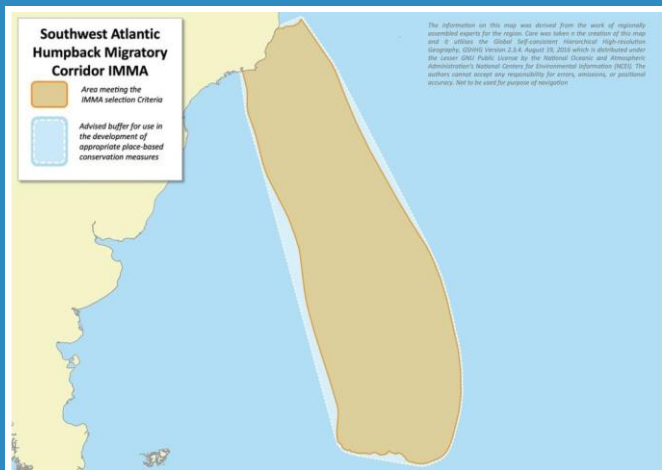 Southwest Atlantic
Humpback Migratory
Corridor IMMA
Area meeting the
IMMA selection Criteria
Advised buffer for use in
the development of
appropriate place-based
conservation measures
The information on this map was derived from the work of regionally
assembled experts for the region. Care was taken in the creation of this map
and it utilises the Global Self-consistent Hierarchical High-resolution
Geography, GSHHG Version 2.3.6 August 19, 2016 which is distributed under
the Lesser GNU Public License by the National Oceanic and Atmospheric
Administration's National Centers for Environmental Information (NCEI). The
authors cannot accept any responsibility for errors, omissions, or positional
accuracy. Not to be used for purpose of navigation